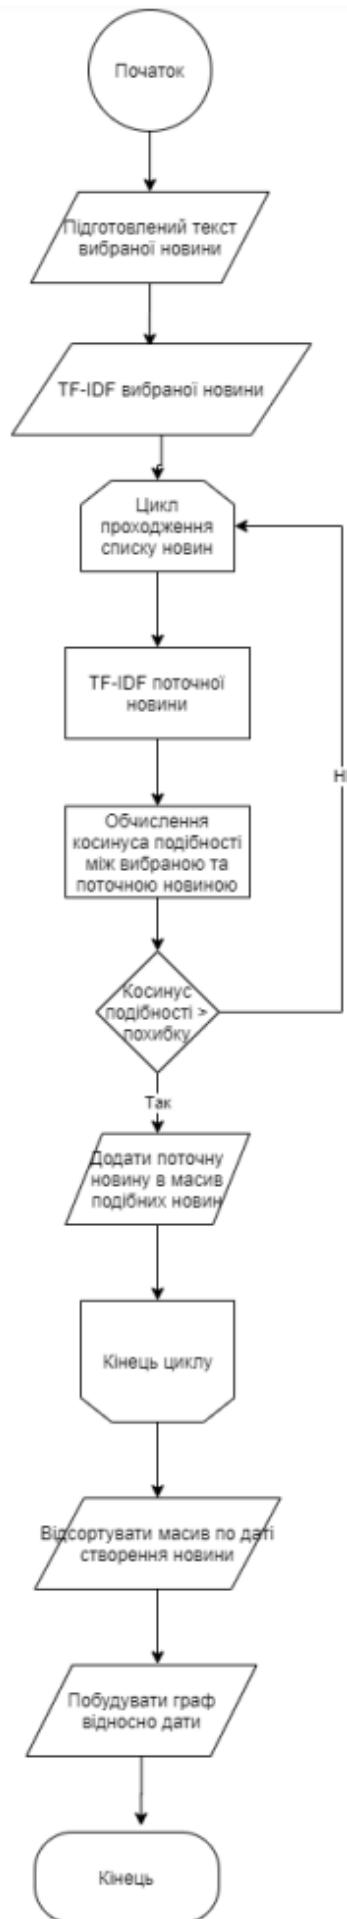 Початок
Підготовлений текст
вибраної новини
TF-IDF вибраної новини
Цикл
проходження
списку новин
TF-IDF поточної
новини
Обчислення
косинуса подібності
між вибраною та
поточною новиною
Н
Косинус
подібності >
похибку
Так
Додати поточну
новину в масив
подібних новин
Кінець циклу
Відсортувати масив по даті
створення новини
Побудувати граф
відносно дати
Кінець